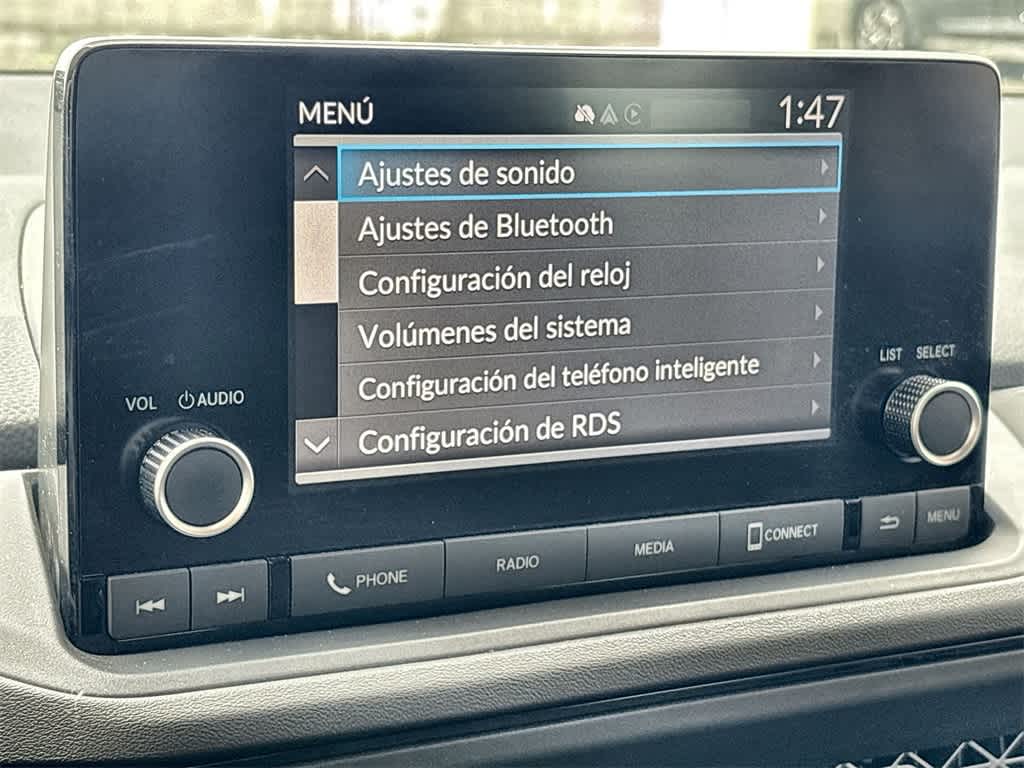 MENÚ 1:47
Ajustes de sonido
Ajustes de Bluetooth
Configuración del reloj
Volúmenes del sistema
Configuración del teléfono inteligente
Configuración de RDS
VOL AUDIO
LIST SELECT
PHONE RADIO MEDIA CONNECT MENU